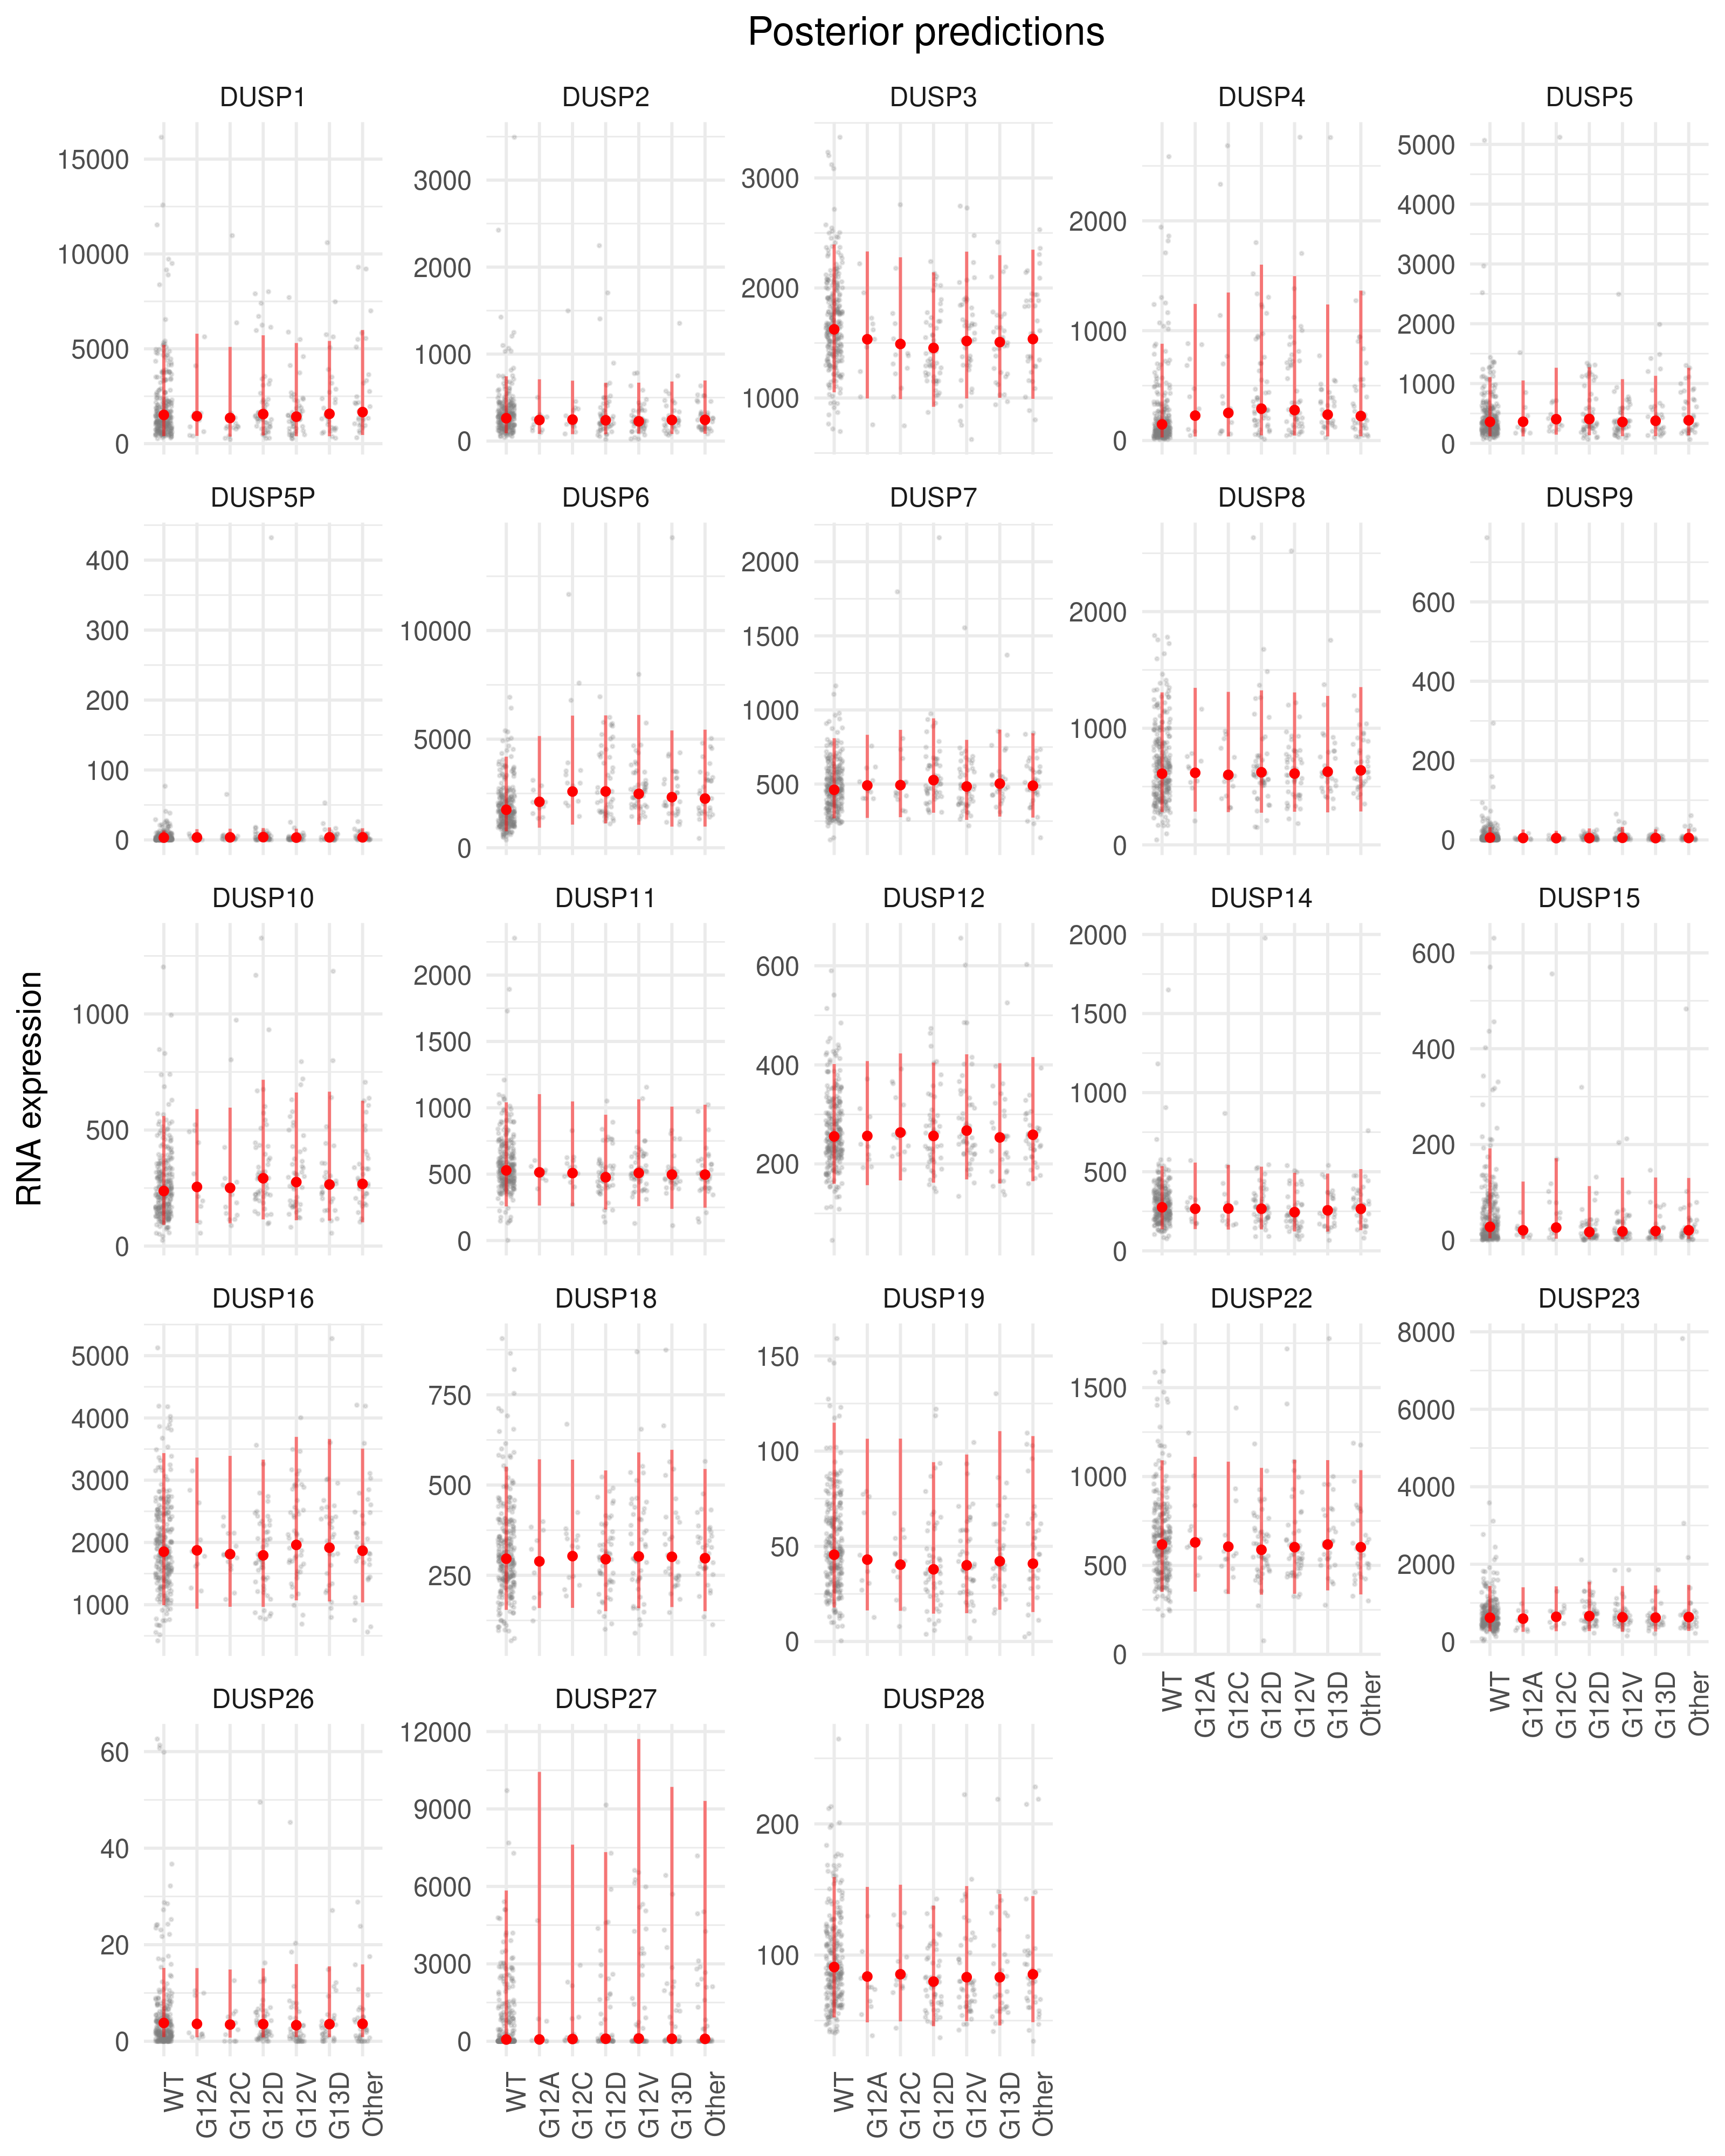 Posterior predictions
DUSP1 DUSP2 DUSP3 DUSP4 DUSP5
15000 10000 5000 0
3000 2000 1000 0
3000 2000 1000
2000 1000 0
5000 4000 3000 2000 1000 0
DUSP5P DUSP6 DUSP7 DUSP8 DUSP9
400 300 200 100 0
10000 5000 0
2000 1500 1000 500
2000 1000 0
600 400 200 0
DUSP10 DUSP11 DUSP12 DUSP14 DUSP15
1000 500 0
2000 1500 1000 500 0
600 400 200
2000 1500 1000 500 0
600 400 200 0
RNA expression
DUSP16 DUSP18 DUSP19 DUSP22 DUSP23
5000 4000 3000 2000 1000
750 500 250
150 100 50 0
1500 1000 500 0
8000 6000 4000 2000 0
WT G12A G12C G12D G12V G13D Other
WT G12A G12C G12D G12V G13D Other
DUSP26 DUSP27 DUSP28
60 40 20 0
12000 9000 6000 3000 0
200 100
WT G12A G12C G12D G12V G13D Other
WT G12A G12C G12D G12V G13D Other
WT G12A G12C G12D G12V G13D Other